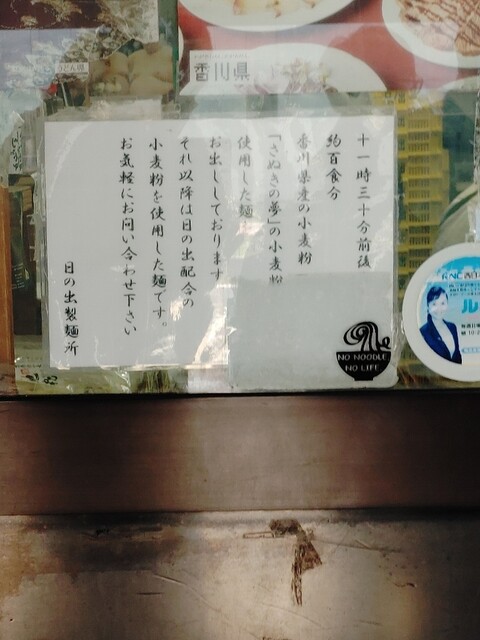 香川県
十一時三十分前後
約百食分
香川県産の小麦粉
「さぬきの夢」の小麦粉
使用した麺
お出ししております
それ以降は日の出配合の
小麦粉を使用した麺です。
お気軽にお問い合わせ下さい
日の出製麺所
NO NOODLE
NO LIFE